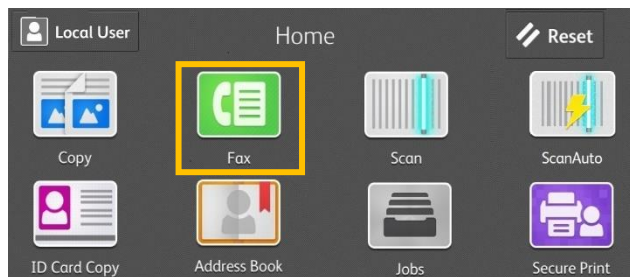 Local User
Home
Reset
Copy
Fax
Scan
ScanAuto
ID Card Copy
Address Book
Jobs
Secure Print